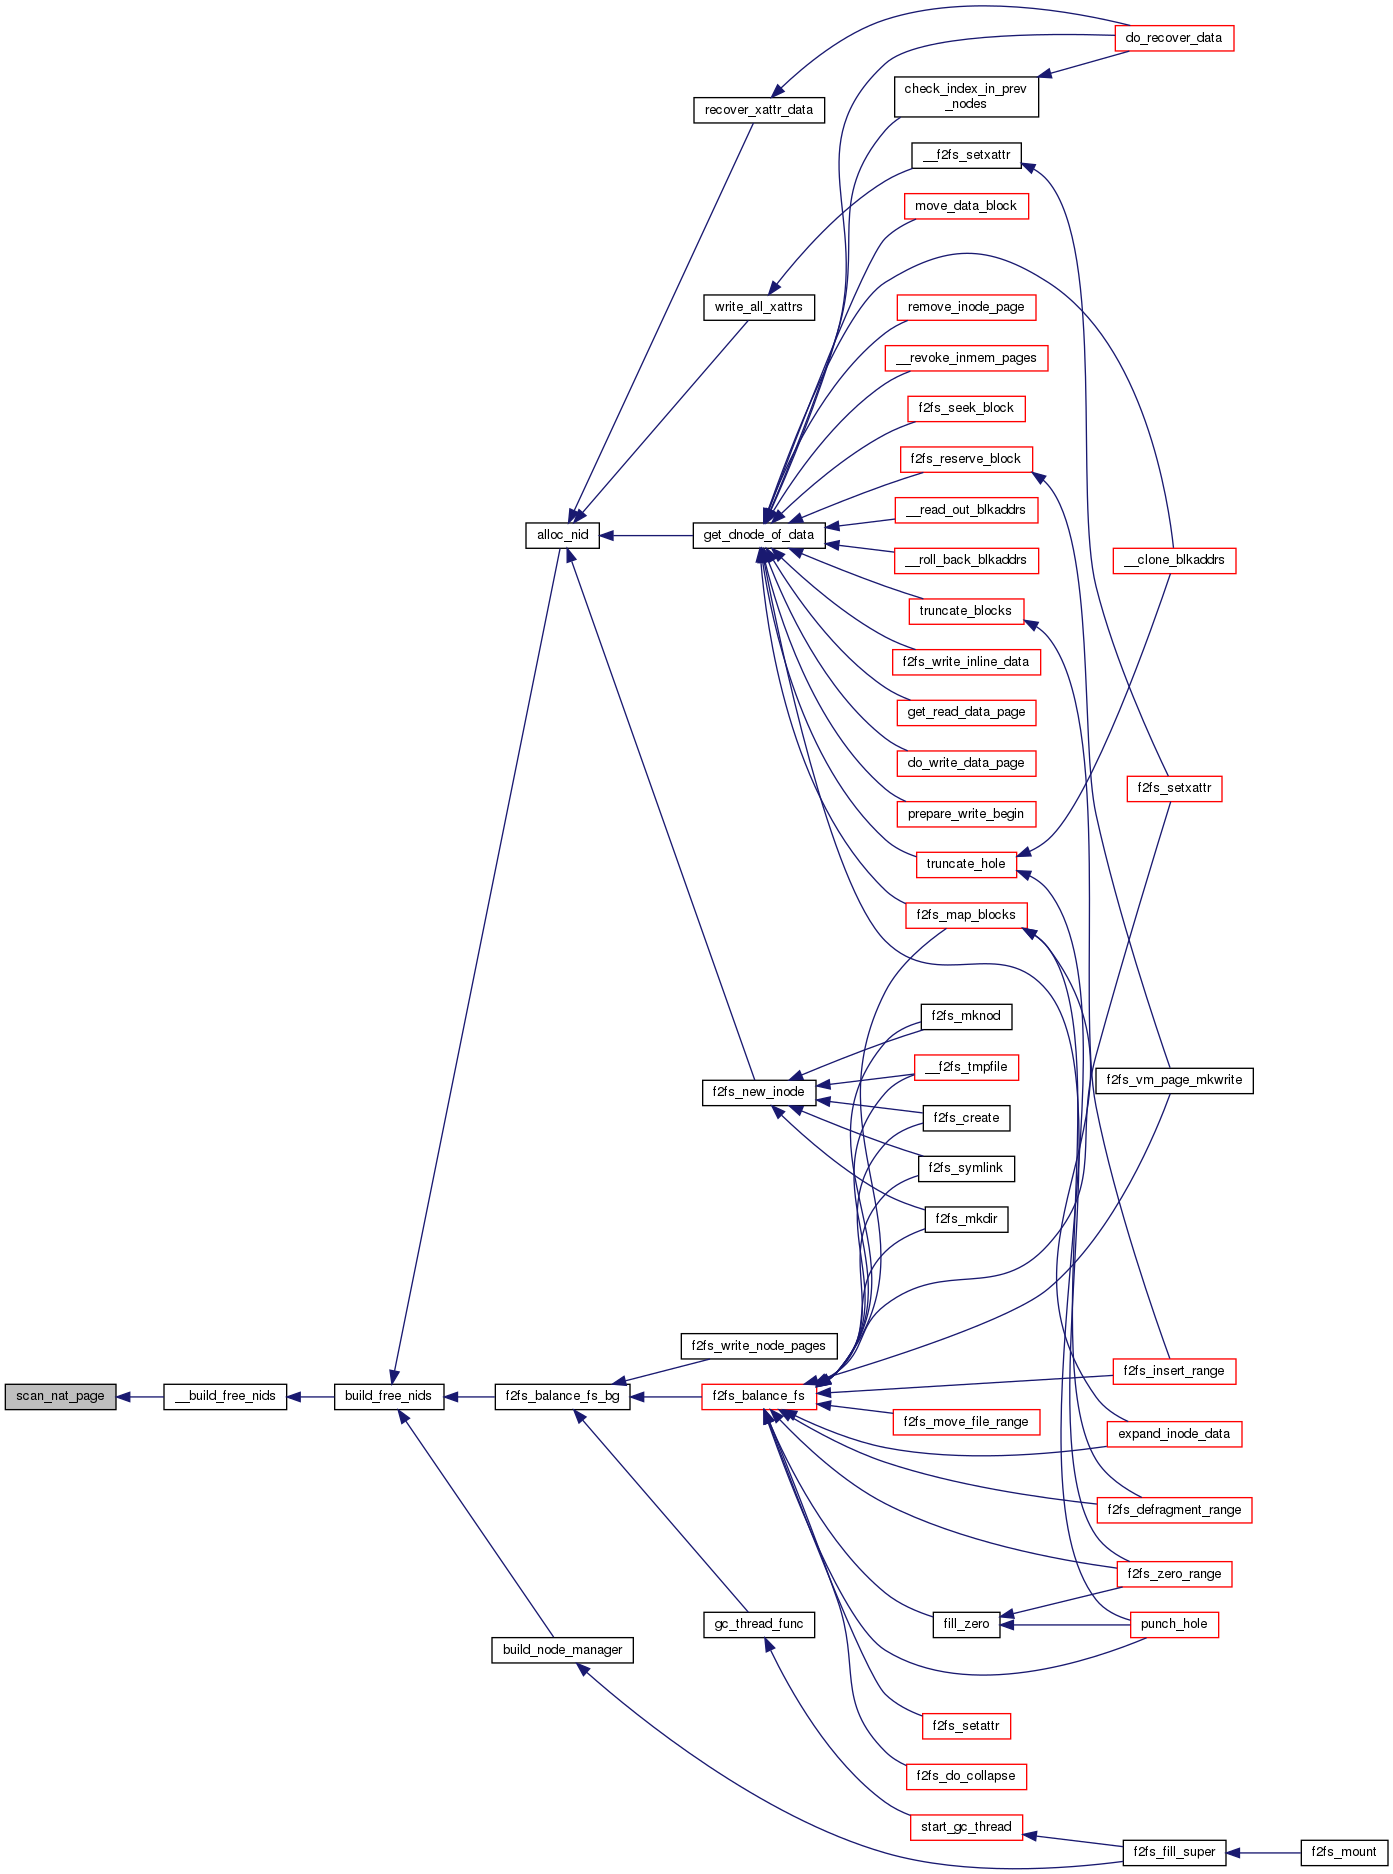 do_recover_data
check_index_in_prev
_nodes
recover_xattr_data
__f2fs_setxattr
move_data_block
write_all_xattrs
remove_inode_page
__revoke_inmem_pages
f2fs_seek_block
f2fs_reserve_block
__read_out_blkaddrs
alloc_nid
get_dnode_of_data
__roll_back_blkaddrs
__clone_blkaddrs
truncate_blocks
f2fs_write_inline_data
get_read_data_page
do_write_data_page
f2fs_setxattr
prepare_write_begin
truncate_hole
f2fs_map_blocks
f2fs_mknod
__f2fs_tmpfile
f2fs_vm_page_mkwrite
f2fs_new_inode
f2fs_create
f2fs_symlink
f2fs_mkdir
f2fs_write_node_pages
f2fs_insert_range
scan_nat_page
__build_free_nids
build_free_nids
f2fs_balance_fs_bg
f2fs_balance_fs
f2fs_move_file_range
expand_inode_data
f2fs_defragment_range
f2fs_zero_range
gc_thread_func
fill_zero
punch_hole
build_node_manager
f2fs_setattr
f2fs_do_collapse
start_gc_thread
f2fs_fill_super
f2fs_mount